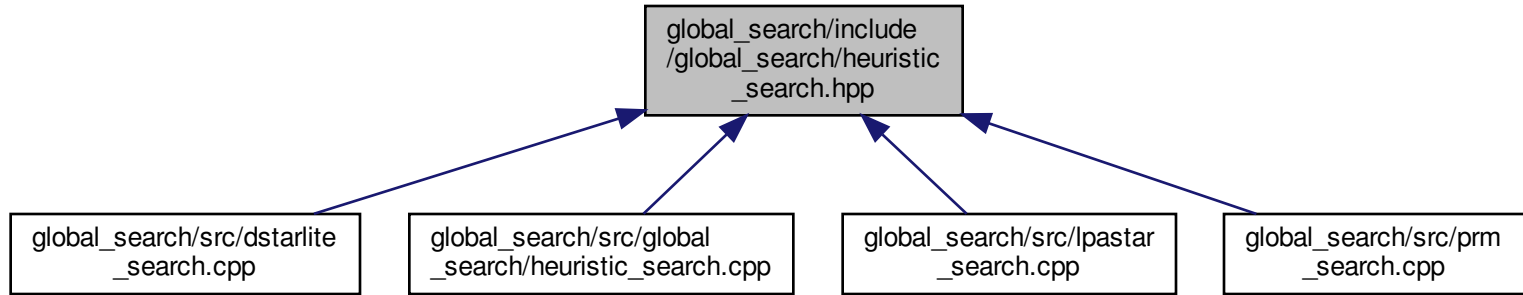 global_search/include
/global_search/heuristic
_search.hpp
global_search/src/dstarlite
_search.cpp
global_search/src/global
_search/heuristic_search.cpp
global_search/src/lpastar
_search.cpp
global_search/src/prm
_search.cpp